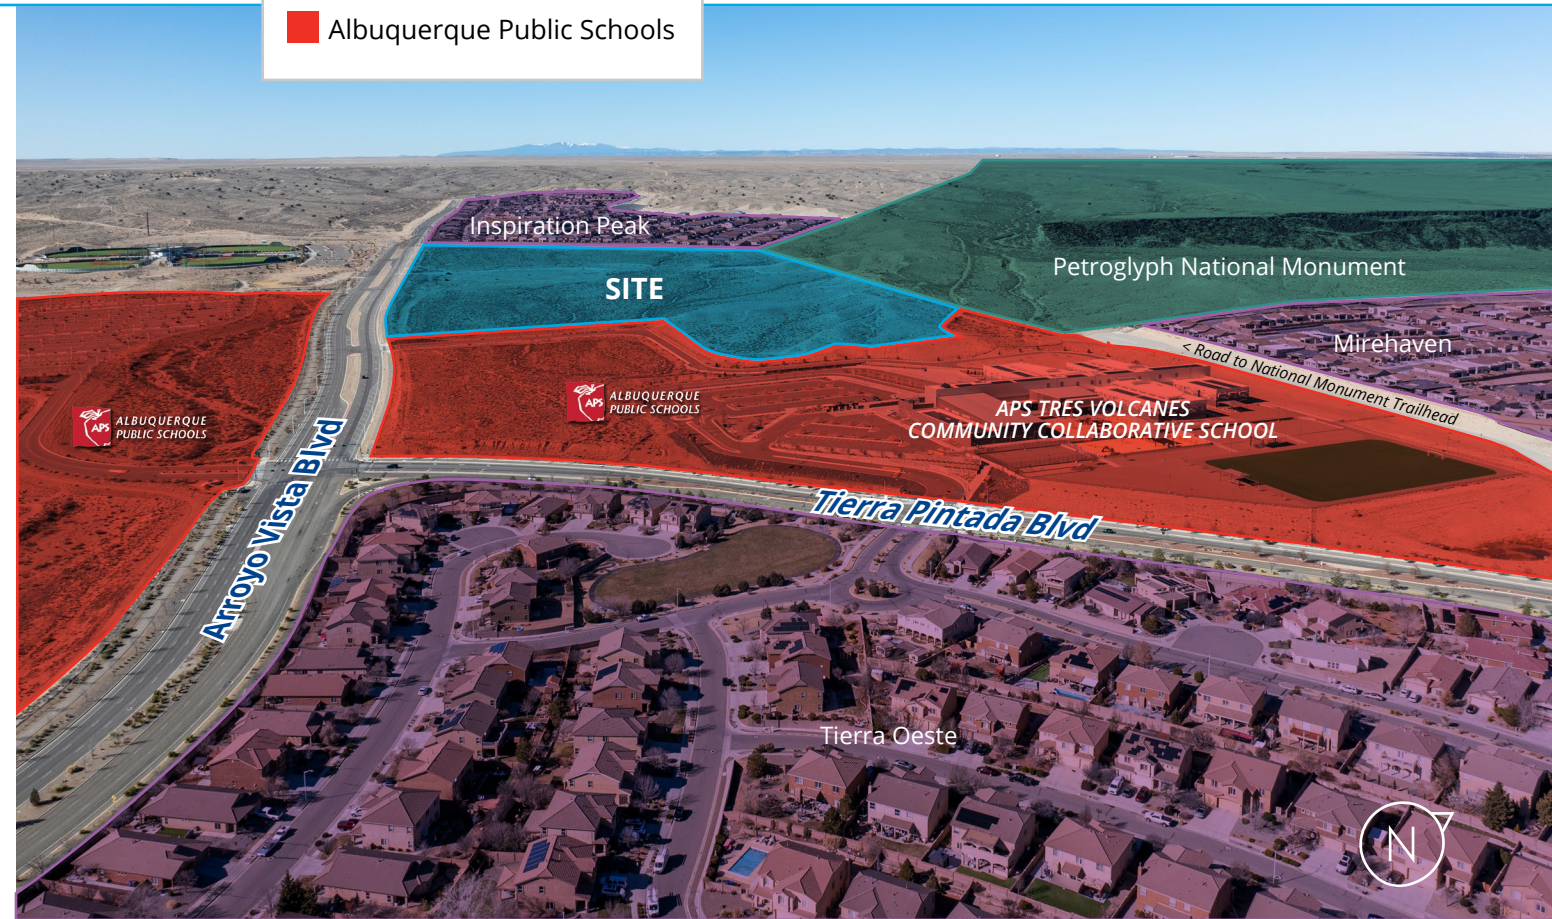 Albuquerque Public Schools
Inspiration Peak
SITE
Petroglyph National Monument
Mirehaven
< Road to National Monument Trailhead
APS
ALBUQUERQUE
PUBLIC SCHOOLS
APS
ALBUQUERQUE
PUBLIC SCHOOLS
APS TRES VOLCANES
COMMUNITY COLLABORATIVE SCHOOL
Arroyo Vista Blvd
Tierra Pintada Blvd
Tierra Oeste
N